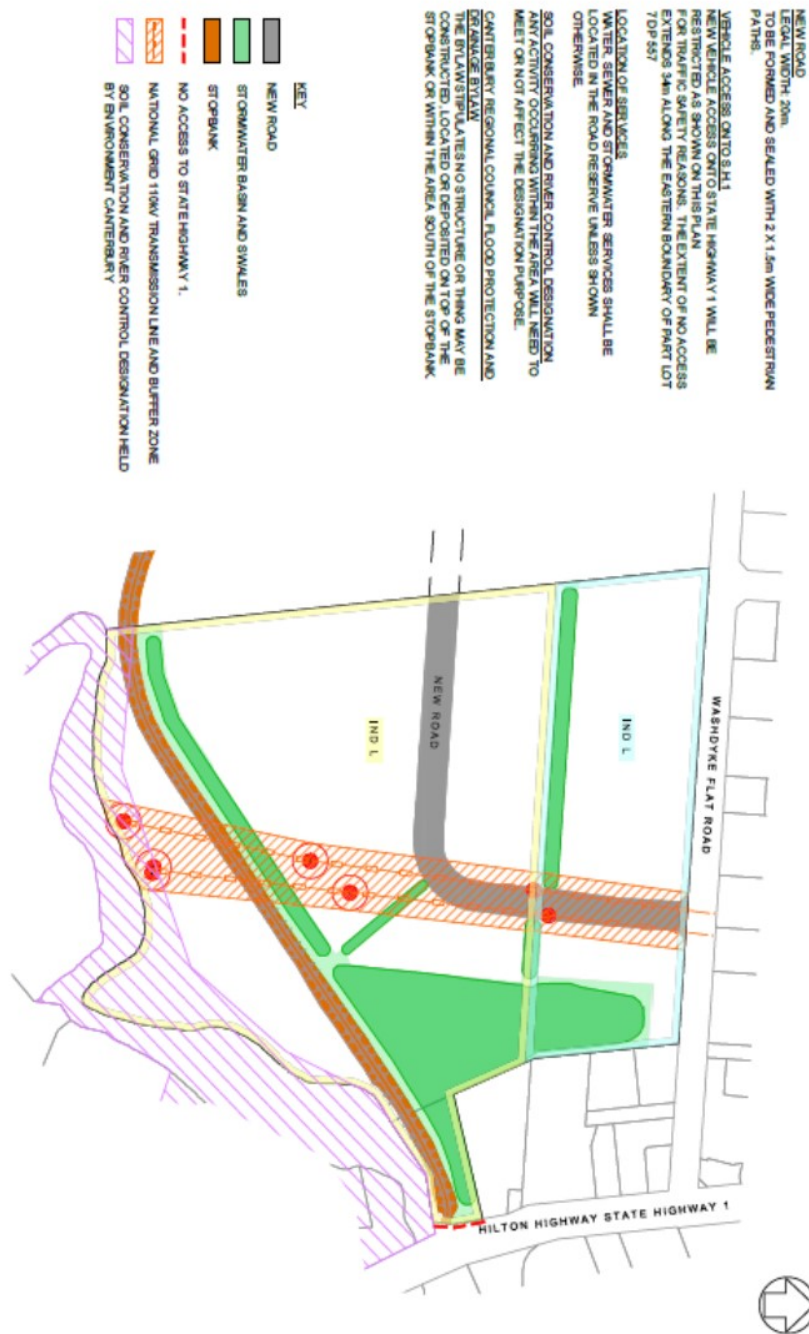 NEW ROAD
LEGAL WIDTH: 20m.
TO BE FORMED AND SEALED WITH 2 X 1.5m WIDE PEDESTRIAN
PATHS.
VEHICLE ACCESS ONTO S.H.1
NEW VEHICLE ACCESS ONTO STATE HIGHWAY 1 WILL BE
RESTRICTED AS SHOWN ON THIS PLAN
FOR TRAFFIC SAFETY REASONS. THE EXTENT OF NO ACCESS
EXTENDS 34m ALONG THE EASTERN BOUNDARY OF PART LOT
7 DP 557
LOCATION OF SERVICES
WATER, SEWER AND STORMWATER SERVICES SHALL BE
LOCATED IN THE ROAD RESERVE UNLESS SHOWN
OTHERWISE.
SOIL CONSERVATION AND RIVER CONTROL DESIGNATION
ANY ACTIVITY OCCURRING WITHIN THE AREA WILL NEED TO
MEET OR NOT AFFECT THE DESIGNATION PURPOSE.
CANTERBURY REGIONAL COUNCIL FLOOD PROTECTION AND
DRAINAGE BYLAW
THE BYLAW STIPULATES NO STRUCTURE OR THING MAY BE
CONSTRUCTED, LOCATED OR DEPOSITED ON TOP OF THE
STOPBANK OR WITHIN THE AREA SOUTH OF THE STOPBANK.
KEY
NEW ROAD
STORMWATER BASIN AND SWALES
STOPBANK
NO ACCESS TO STATE HIGHWAY 1.
NATIONAL GRID 110kV TRANSMISSION LINE AND BUFFER ZONE
SOIL CONSERVATION AND RIVER CONTROL DESIGNATION HELD
BY ENVIRONMENT CANTERBURY
WASHDYKE FLAT ROAD
IND L
IND L
NEW ROAD
HILTON HIGHWAY STATE HIGHWAY 1